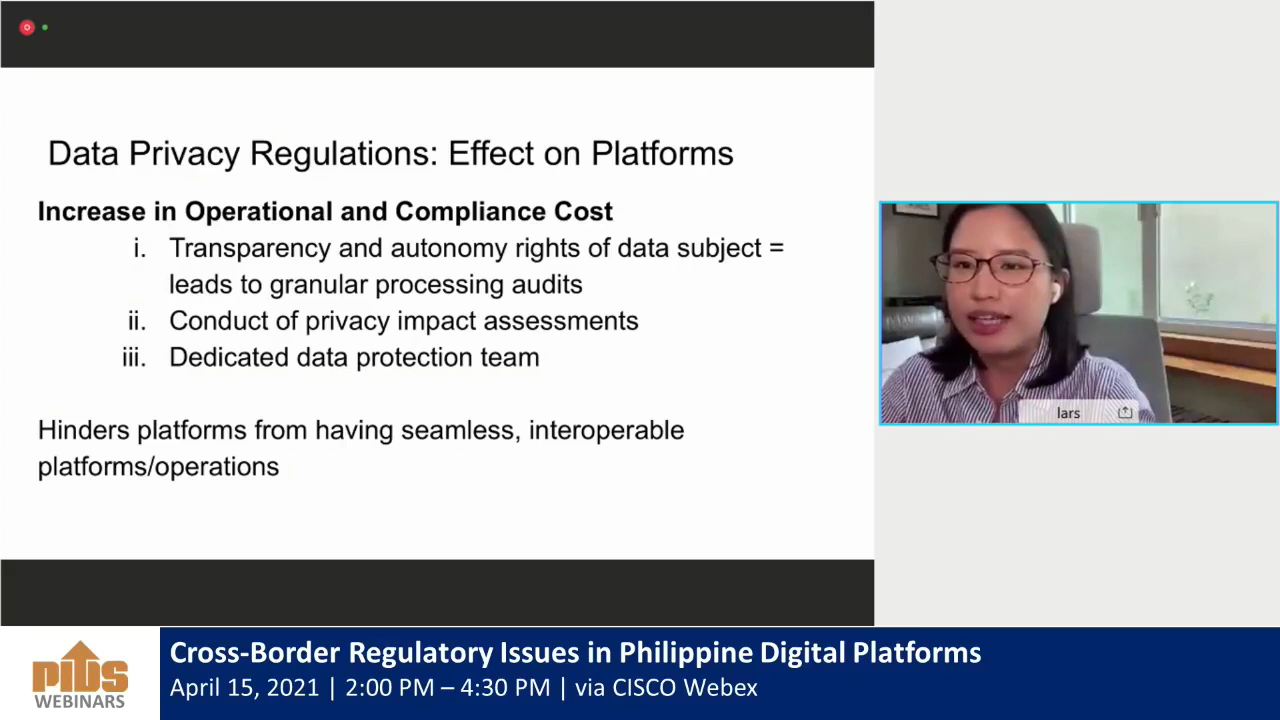 Data Privacy Regulations: Effect on Platforms
Increase in Operational and Compliance Cost
i. Transparency and autonomy rights of data subject =
leads to granular processing audits
ii. Conduct of privacy impact assessments
iii. Dedicated data protection team
Hinders platforms from having seamless, interoperable
platforms/operations
lars
PIDS
WEBINARS
Cross-Border Regulatory Issues in Philippine Digital Platforms
April 15, 2021 | 2:00 PM – 4:30 PM | via CISCO Webex